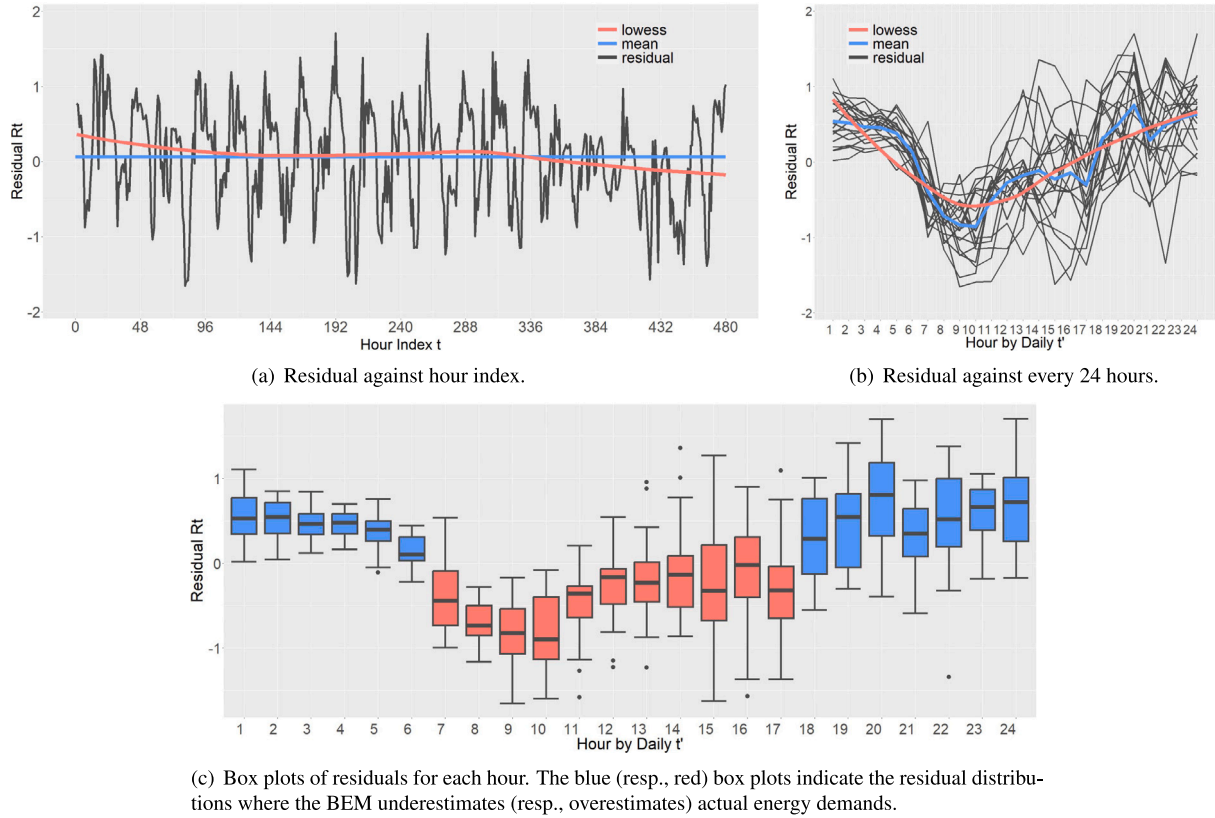 2
1
0
-1
-2
Residual Rt
lowess
mean
residual
0 48 96 144 192 240 288 336 384 432 480
Hour Index t
(a) Residual against hour index.
2
1
0
-1
-2
Residual Rt
lowess
mean
residual
1 2 3 4 5 6 7 8 9 10 11 12 13 14 15 16 17 18 19 20 21 22 23 24
Hour by Daily t'
(b) Residual against every 24 hours.
1
0
-1
Residual Rt
1 2 3 4 5 6 7 8 9 10 11 12 13 14 15 16 17 18 19 20 21 22 23 24
Hour by Daily t'
(c) Box plots of residuals for each hour. The blue (resp., red) box plots indicate the residual distribu-
tions where the BEM underestimates (resp., overestimates) actual energy demands.